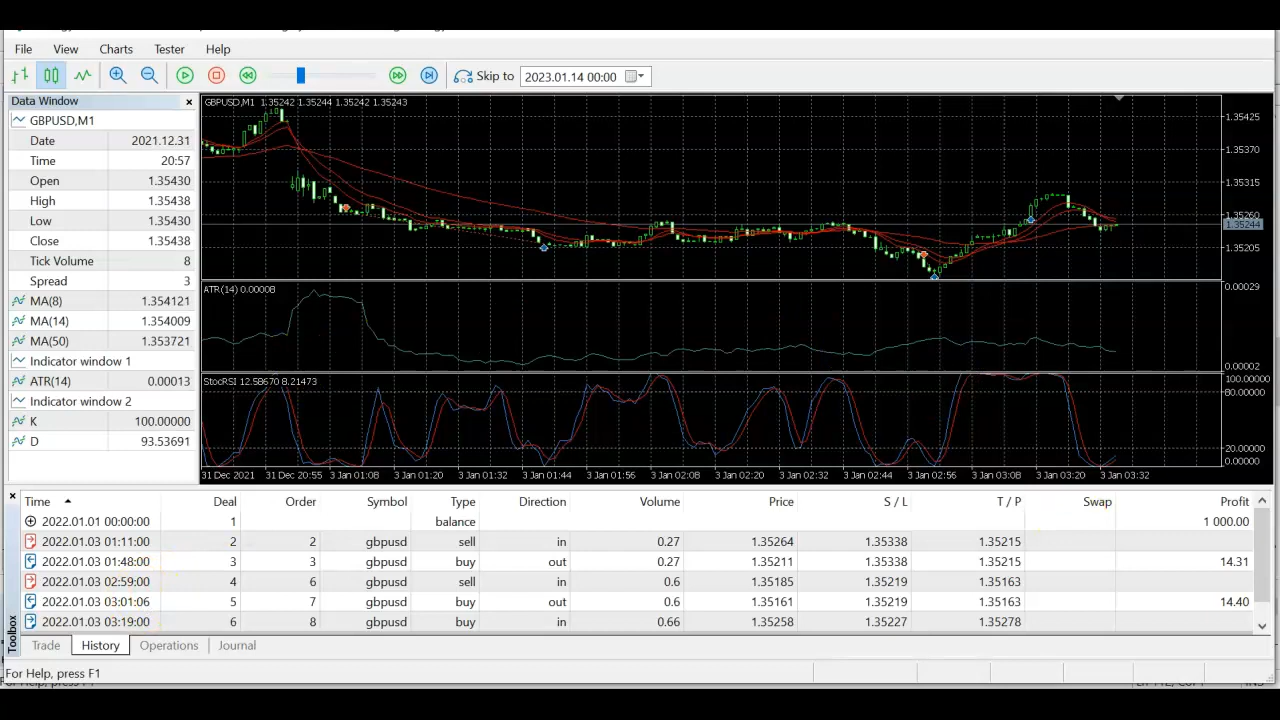 File View Charts Tester Help
Skip to 2023.01.14 00:00
Data Window
GBPUSD,M1
Date 2021.12.31
Time 20:57
Open 1.35430
High 1.35438
Low 1.35430
Close 1.35438
Tick Volume 8
Spread 3
MA(8) 1.354121
MA(14) 1.354009
MA(50) 1.353721
Indicator window 1
ATR(14) 0.00013
Indicator window 2
K 100.00000
D 93.53691
GBPUSD,M1 1.35242 1.35244 1.35242 1.35243
1.35425
1.35370
1.35315
1.35260
1.35244
1.35205
ATR(14) 0.00008
0.00029
0.00002
StocRSI 12.58670 8.21473
100.00000
80.00000
20.00000
0.00000
31 Dec 2021 31 Dec 20:55 3 Jan 01:08 3 Jan 01:20 3 Jan 01:32 3 Jan 01:44 3 Jan 01:56 3 Jan 02:08 3 Jan 02:20 3 Jan 02:32 3 Jan 02:44 3 Jan 02:56 3 Jan 03:08 3 Jan 03:20 3 Jan 03:32
Time Deal Order Symbol Type Direction Volume Price S / L T / P Swap Profit
2022.01.01 00:00:00 1 balance 1 000.00
2022.01.03 01:11:00 2 2 gbpusd sell in 0.27 1.35264 1.35338 1.35215
2022.01.03 01:48:00 3 3 gbpusd buy out 0.27 1.35211 1.35338 1.35215 14.31
2022.01.03 02:59:00 4 6 gbpusd sell in 0.6 1.35185 1.35219 1.35163
2022.01.03 03:01:06 5 7 gbpusd buy out 0.6 1.35161 1.35219 1.35163 14.40
2022.01.03 03:19:00 6 8 gbpusd buy in 0.66 1.35258 1.35227 1.35278
Toolbox
Trade History Operations Journal
For Help, press F1